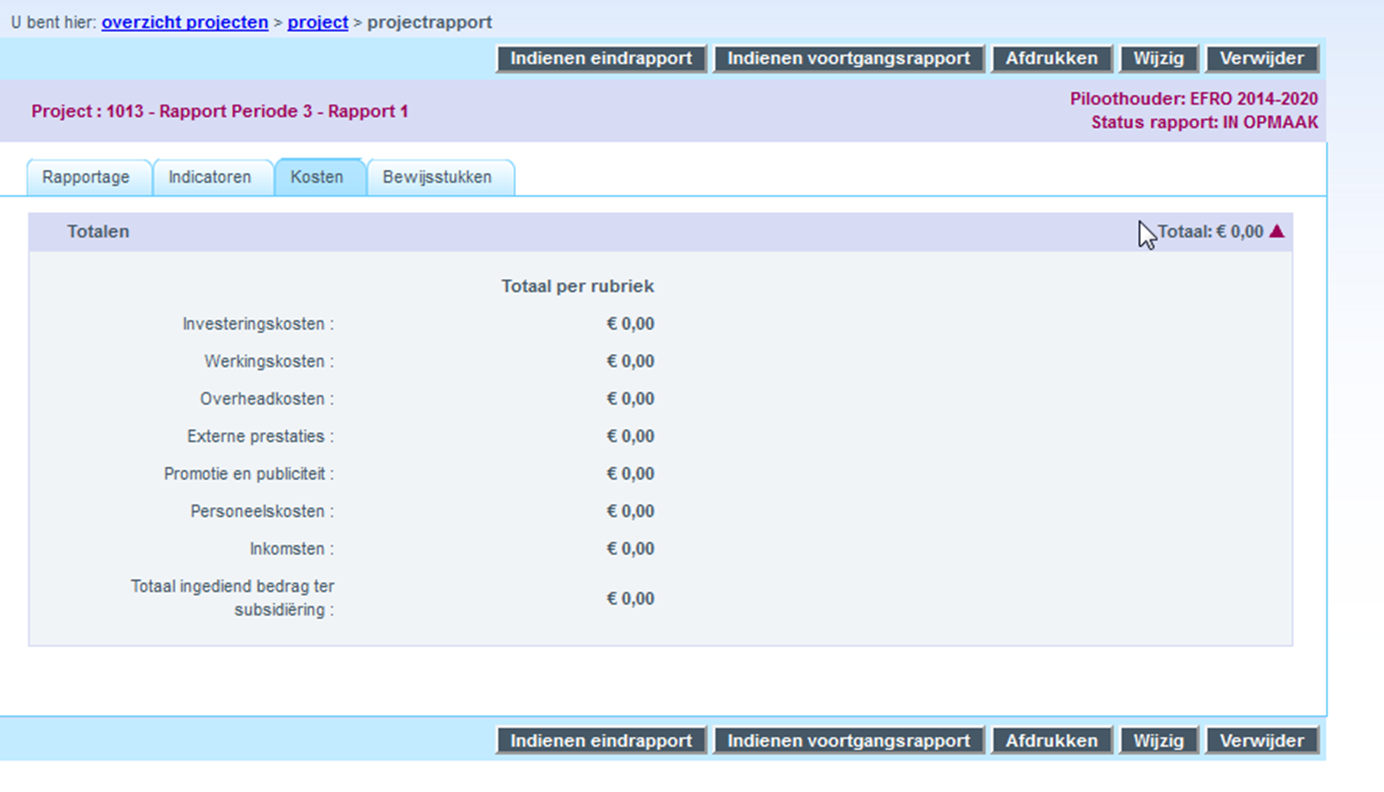 U bent hier: overzicht projecten > project > projectrapport
Indienen eindrapport Indienen voortgangsrapport Afdrukken Wijzig Verwijder
Project : 1013 - Rapport Periode 3 - Rapport 1
Piloothouder: EFRO 2014-2020
Status rapport: IN OPMAAK
Rapportage Indicatoren Kosten Bewijsstukken
Totalen Totaal: € 0,00
Totaal per rubriek
Investeringskosten : € 0,00
Werkingskosten : € 0,00
Overheadkosten : € 0,00
Externe prestaties : € 0,00
Promotie en publiciteit : € 0,00
Personeelskosten : € 0,00
Inkomsten : € 0,00
Totaal ingediend bedrag ter
subsidiëring : € 0,00
Indienen eindrapport Indienen voortgangsrapport Afdrukken Wijzig Verwijder